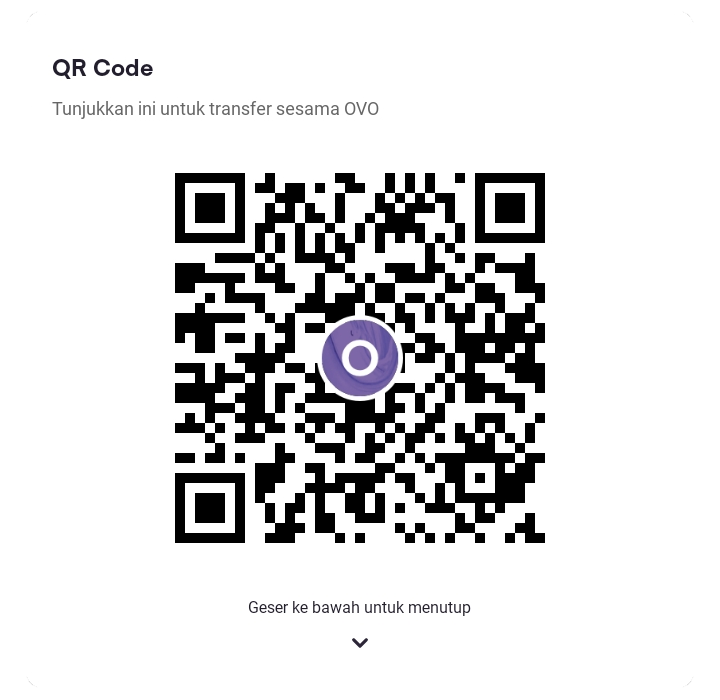 QR Code
Tunjukkan ini untuk transfer sesama OVO
Geser ke bawah untuk menutup